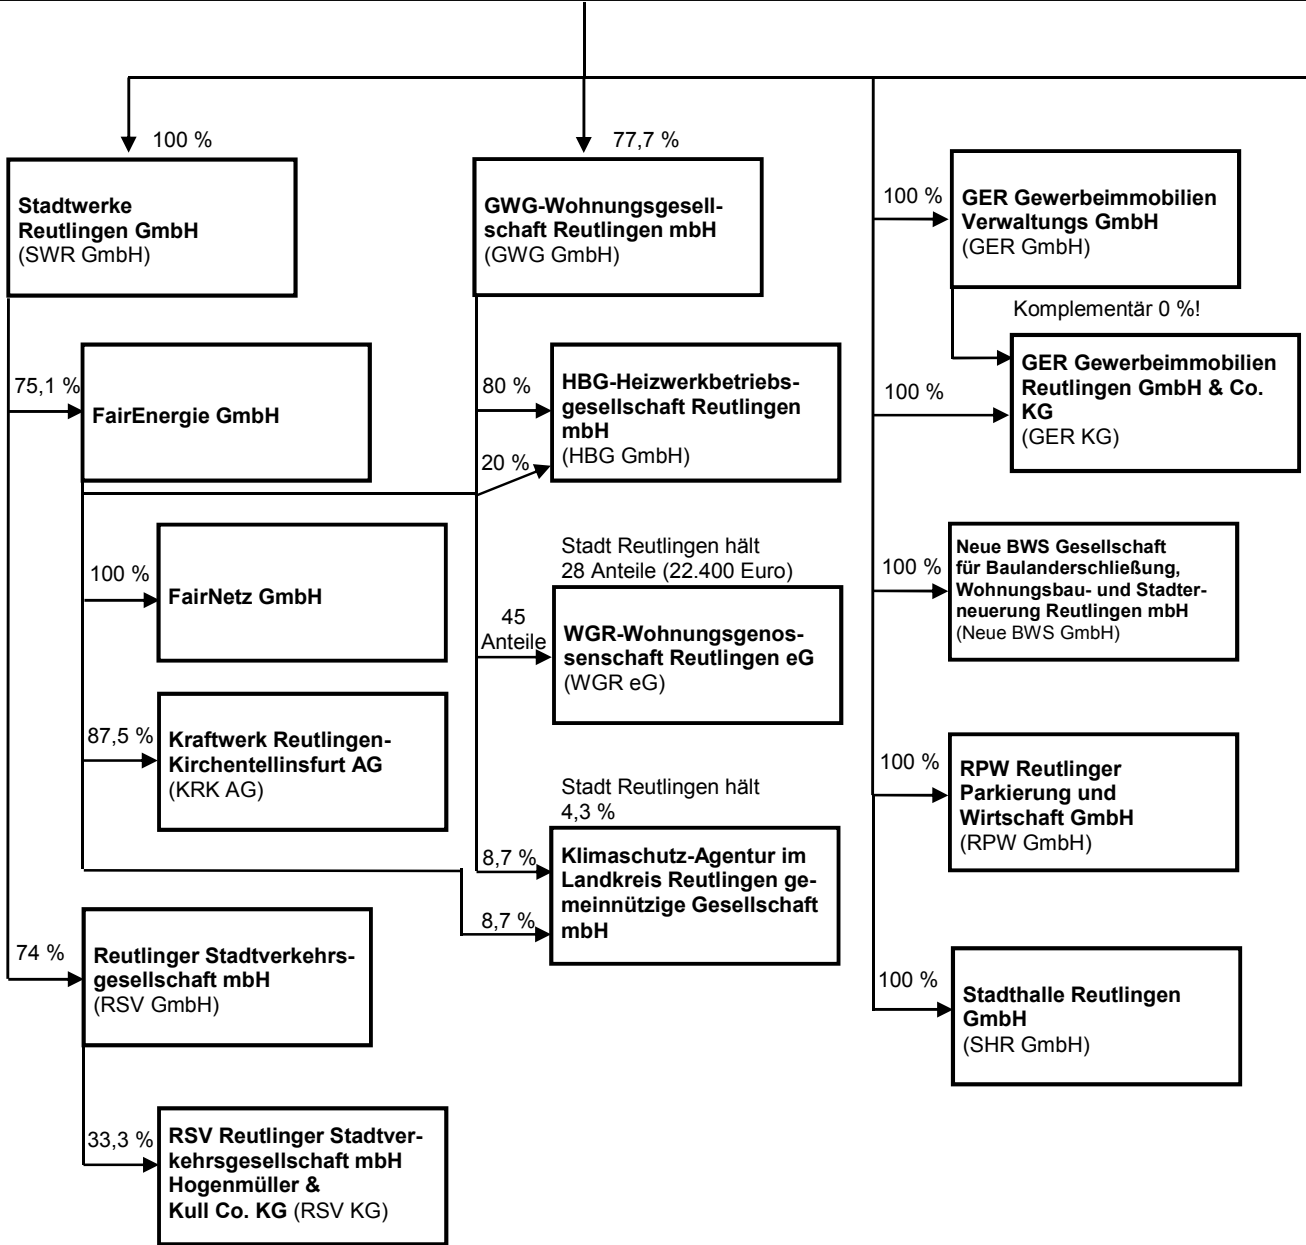 100 %
Stadtwerke
Reutlingen GmbH
(SWR GmbH)
75,1 %
FairEnergie GmbH
100 %
FairNetz GmbH
87,5 %
Kraftwerk Reutlingen-
Kirchentellinsfurt AG
(KRK AG)
74 %
Reutlinger Stadtverkehrs-
gesellschaft mbH
(RSV GmbH)
33,3 %
RSV Reutlinger Stadtver-
kehrsgesellschaft mbH
Hogenmüller &
Kull Co. KG (RSV KG)
77,7 %
GWG-Wohnungsgesell-
schaft Reutlingen mbH
(GWG GmbH)
80 %
HBG-Heizwerkbetriebs-
gesellschaft Reutlingen
mbH
(HBG GmbH)
20 %
Stadt Reutlingen hält
28 Anteile (22.400 Euro)
45
Anteile
WGR-Wohnungsgenos-
senschaft Reutlingen eG
(WGR eG)
Stadt Reutlingen hält
4,3 %
8,7 %
Klimaschutz-Agentur im
Landkreis Reutlingen ge-
meinnützige Gesellschaft
mbH
8,7 %
100 %
GER Gewerbeimmobilien
Verwaltungs GmbH
(GER GmbH)
Komplementär 0 %!
100 %
GER Gewerbeimmobilien
Reutlingen GmbH & Co.
KG
(GER KG)
100 %
Neue BWS Gesellschaft
für Baulanderschließung,
Wohnungsbau- und Stadter-
neuerung Reutlingen mbH
(Neue BWS GmbH)
100 %
RPW Reutlinger
Parkierung und
Wirtschaft GmbH
(RPW GmbH)
100 %
Stadthalle Reutlingen
GmbH
(SHR GmbH)